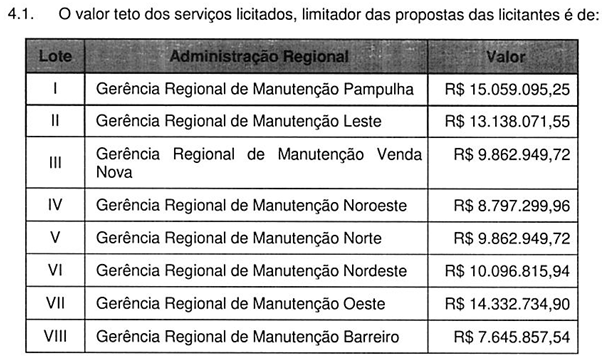 4.1. O valor teto dos serviços licitados, limitador das propostas das licitantes é de:
Lote Administração Regional Valor
I Gerência Regional de Manutenção Pampulha R$ 15.059.095,25
II Gerência Regional de Manutenção Leste R$ 13.138.071,55
III Gerência Regional de Manutenção Venda R$ 9.862.949,72
Nova
IV Gerência Regional de Manutenção Noroeste R$ 8.797.299,96
V Gerência Regional de Manutenção Norte R$ 9.862.949,72
VI Gerência Regional de Manutenção Nordeste R$ 10.096.815,94
VII Gerência Regional de Manutenção Oeste R$ 14.332.734,90
VIII Gerência Regional de Manutenção Barreiro R$ 7.645.857,54